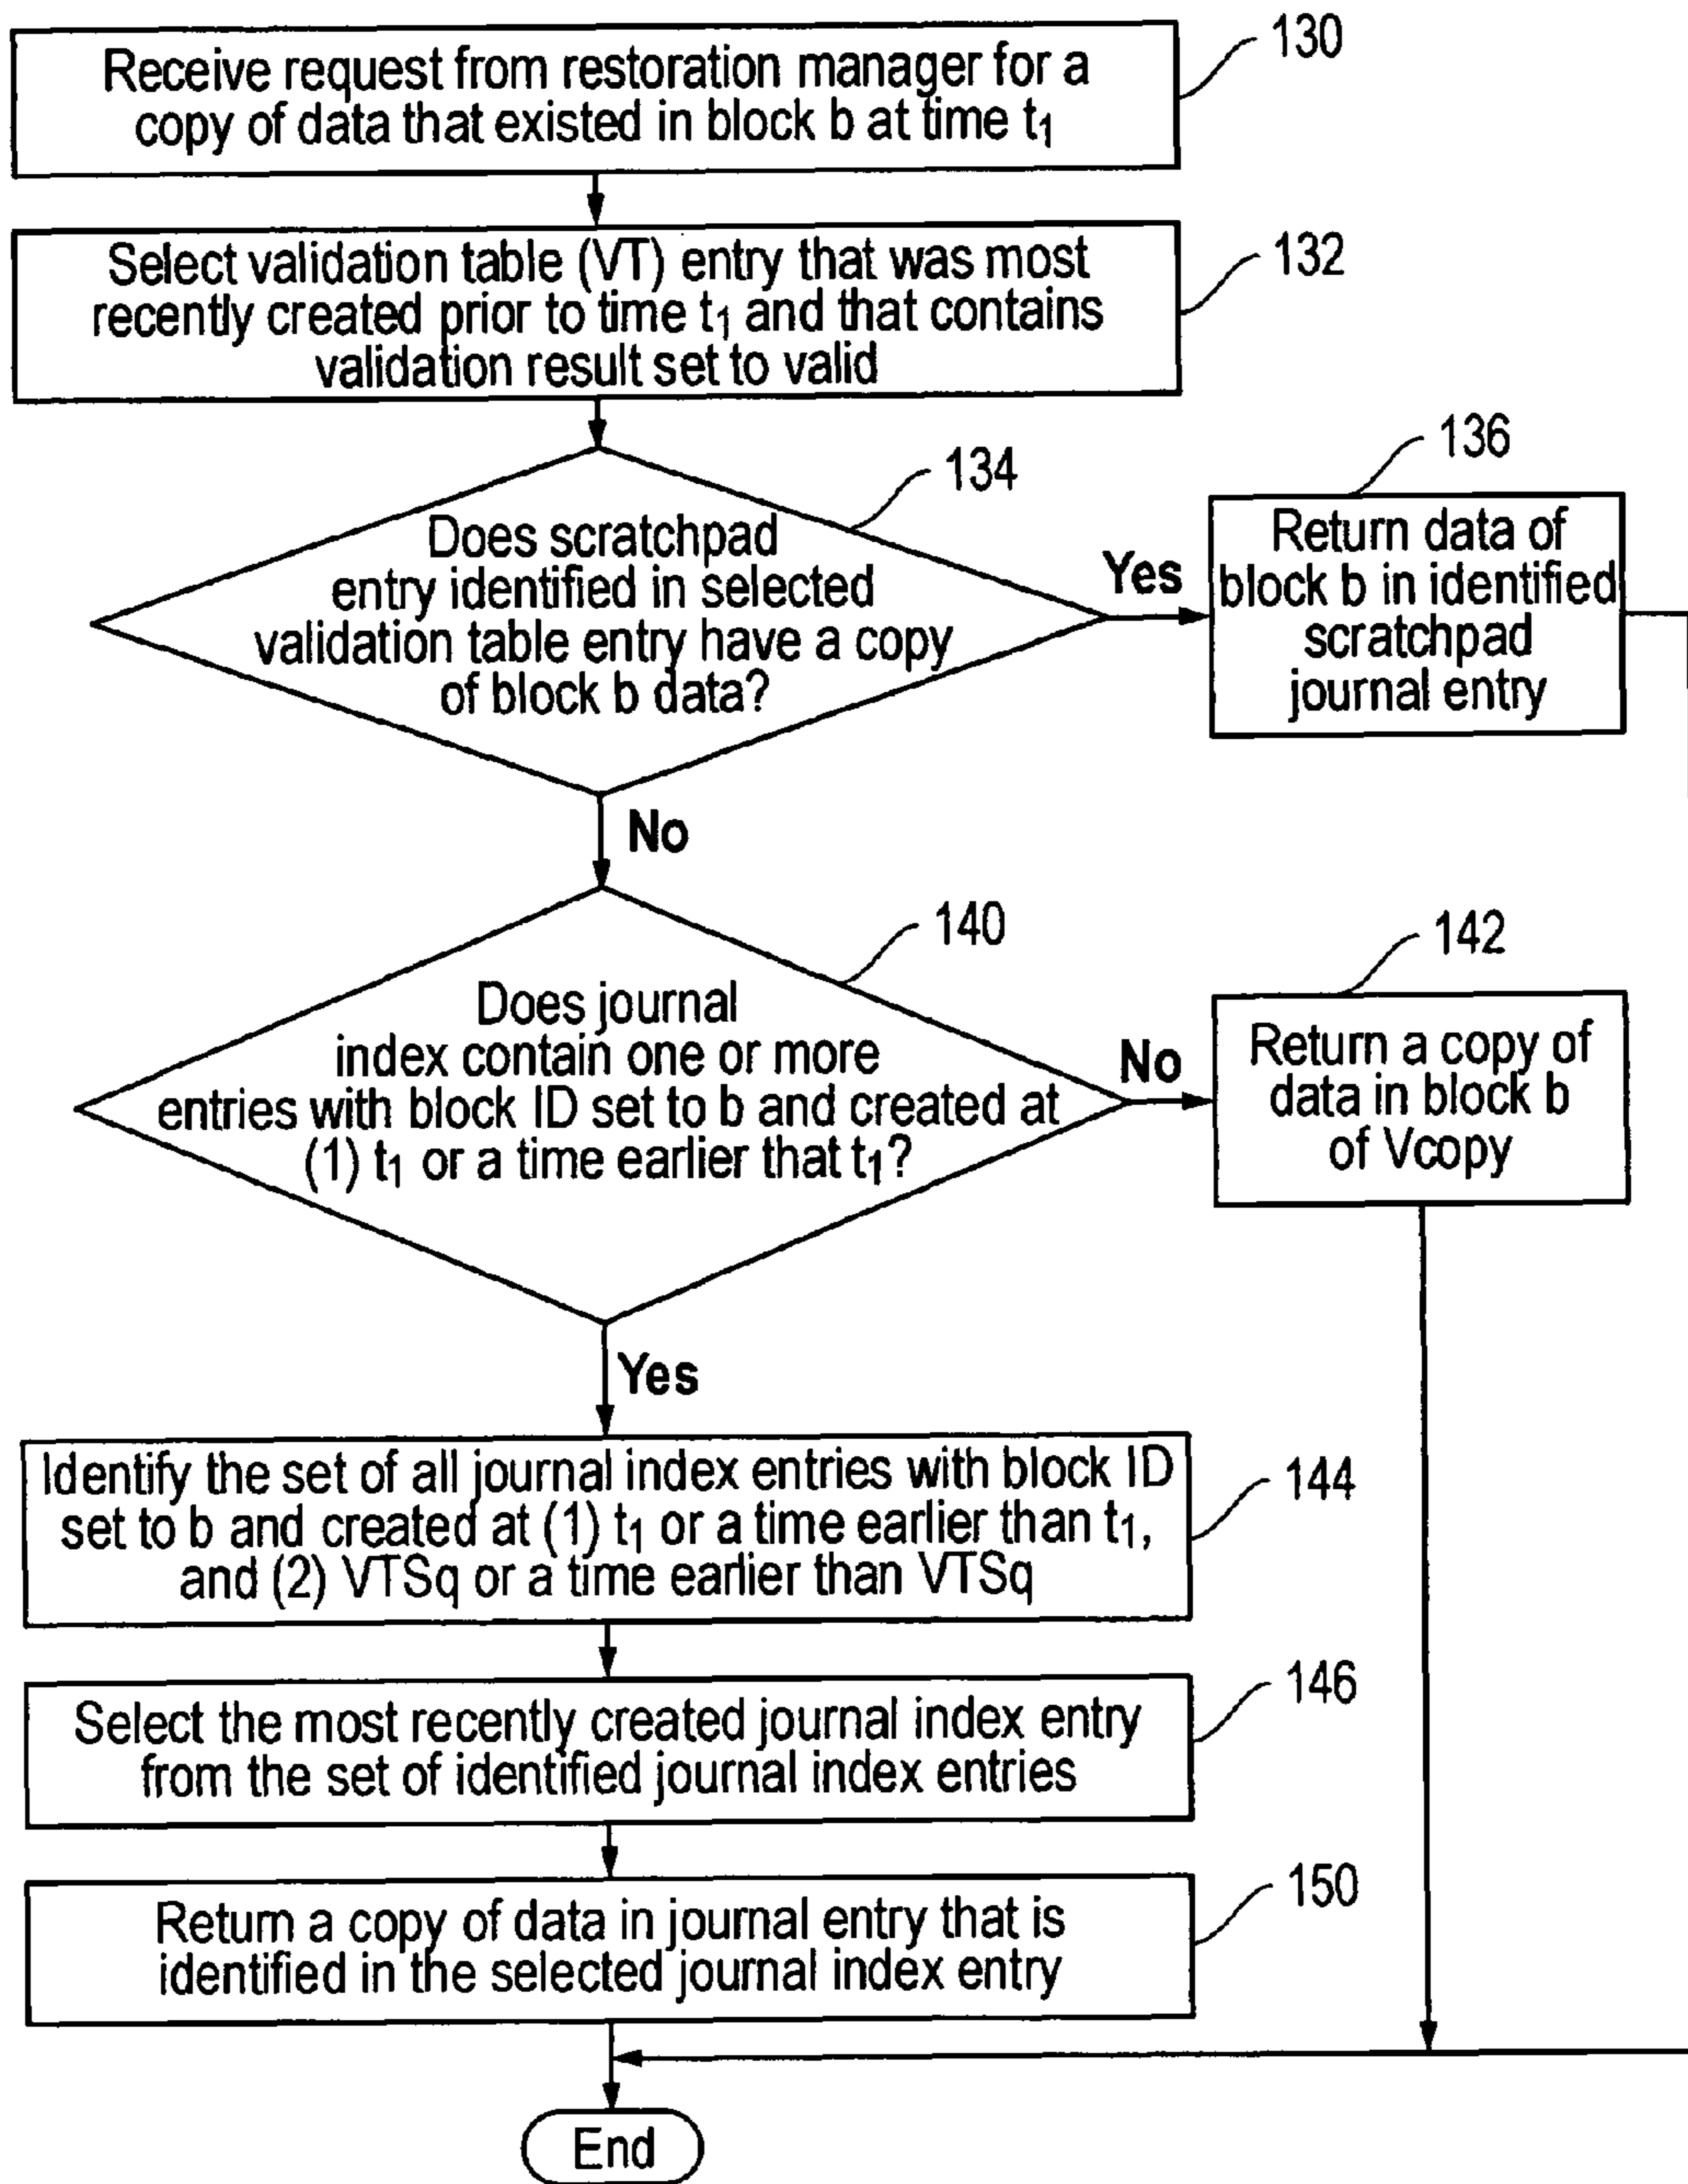 130
Receive request from restoration manager for a
copy of data that existed in block b at time t₁
132
Select validation table (VT) entry that was most
recently created prior to time t₁ and that contains
validation result set to valid
134
Does scratchpad
entry identified in selected
validation table entry have a copy
of block b data?
Yes
136
Return data of
block b in identified
scratchpad
journal entry
No
140
Does journal
index contain one or more
entries with block ID set to b and created at
(1) t₁ or a time earlier that t₁?
No
142
Return a copy of
data in block b
of Vcopy
Yes
Identify the set of all journal index entries with block ID
set to b and created at (1) t₁ or a time earlier than t₁,
and (2) VTSq or a time earlier than VTSq
144
Select the most recently created journal index entry
from the set of identified journal index entries
146
Return a copy of data in journal entry that is
identified in the selected journal index entry
150
End